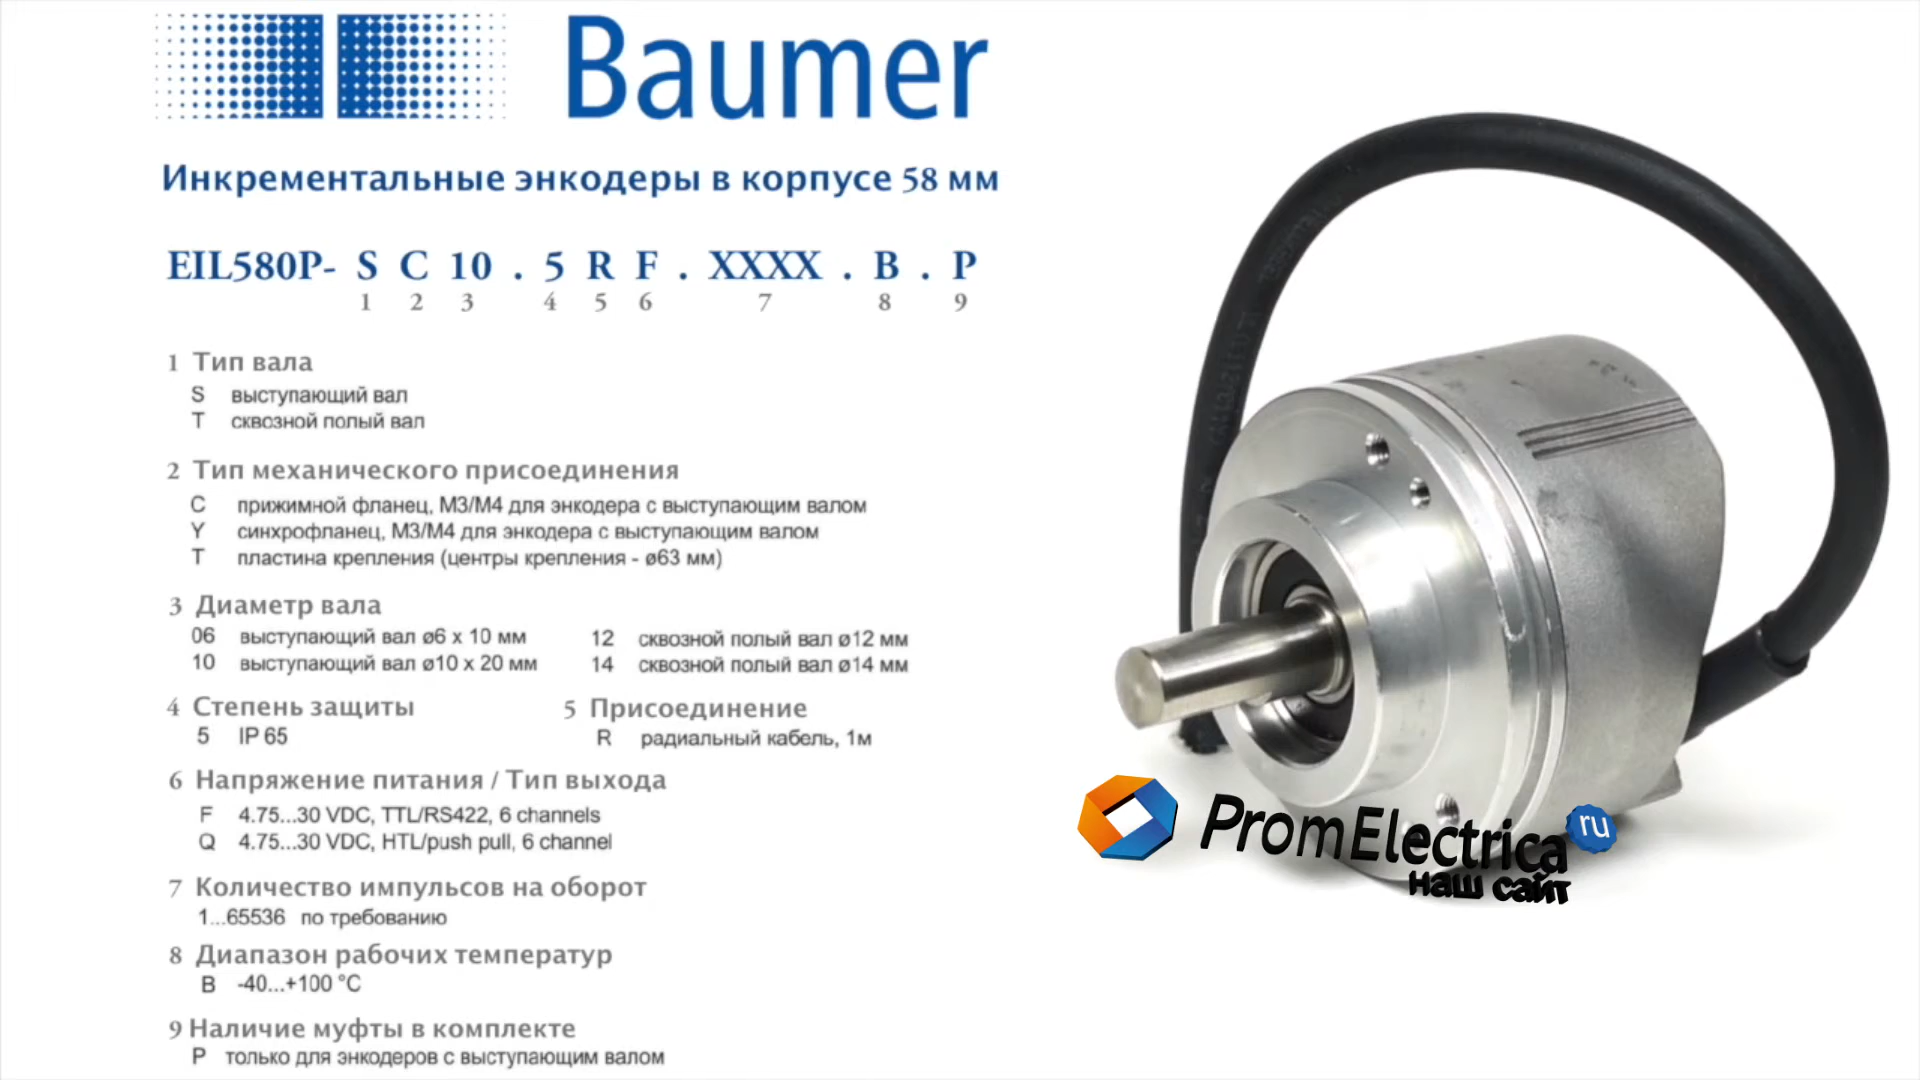 Baumer
Инкрементальные энкодеры в корпусе 58 мм
EIL580P- S C 10 . 5 R F . XXXX . B . P
1 2 3 4 5 6 7 8 9
1 Тип вала
S выступающий вал
T сквозной полый вал
2 Тип механического присоединения
C прижимной фланец, М3/М4 для энкодера с выступающим валом
Y синхрофланец, М3/М4 для энкодера с выступающим валом
T пластина крепления (центры крепления - ø63 мм)
3 Диаметр вала
06 выступающий вал ø6 x 10 мм 12 сквозной полый вал ø12 мм
10 выступающий вал ø10 x 20 мм 14 сквозной полый вал ø14 мм
4 Степень защиты 5 Присоединение
5 IP 65 R радиальный кабель, 1м
6 Напряжение питания / Тип выхода
F 4.75...30 VDC, TTL/RS422, 6 channels
Q 4.75...30 VDC, HTL/push pull, 6 channel
7 Количество импульсов на оборот
1...65536 по требованию
8 Диапазон рабочих температур
B -40...+100 °C
9 Наличие муфты в комплекте
P только для энкодеров с выступающим валом
PromElectrica ru
наш сайт